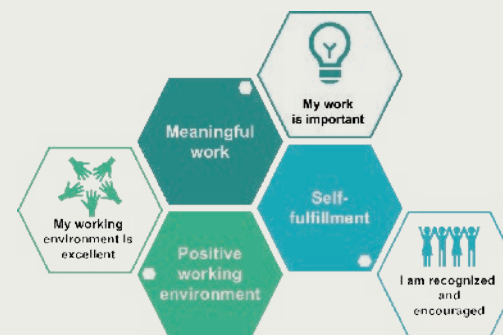 My work
is important
Meaningful
work
Self-
fulfillment
My working
environment is
excellent
Positive
working
environment
I am recognized
and
encouraged